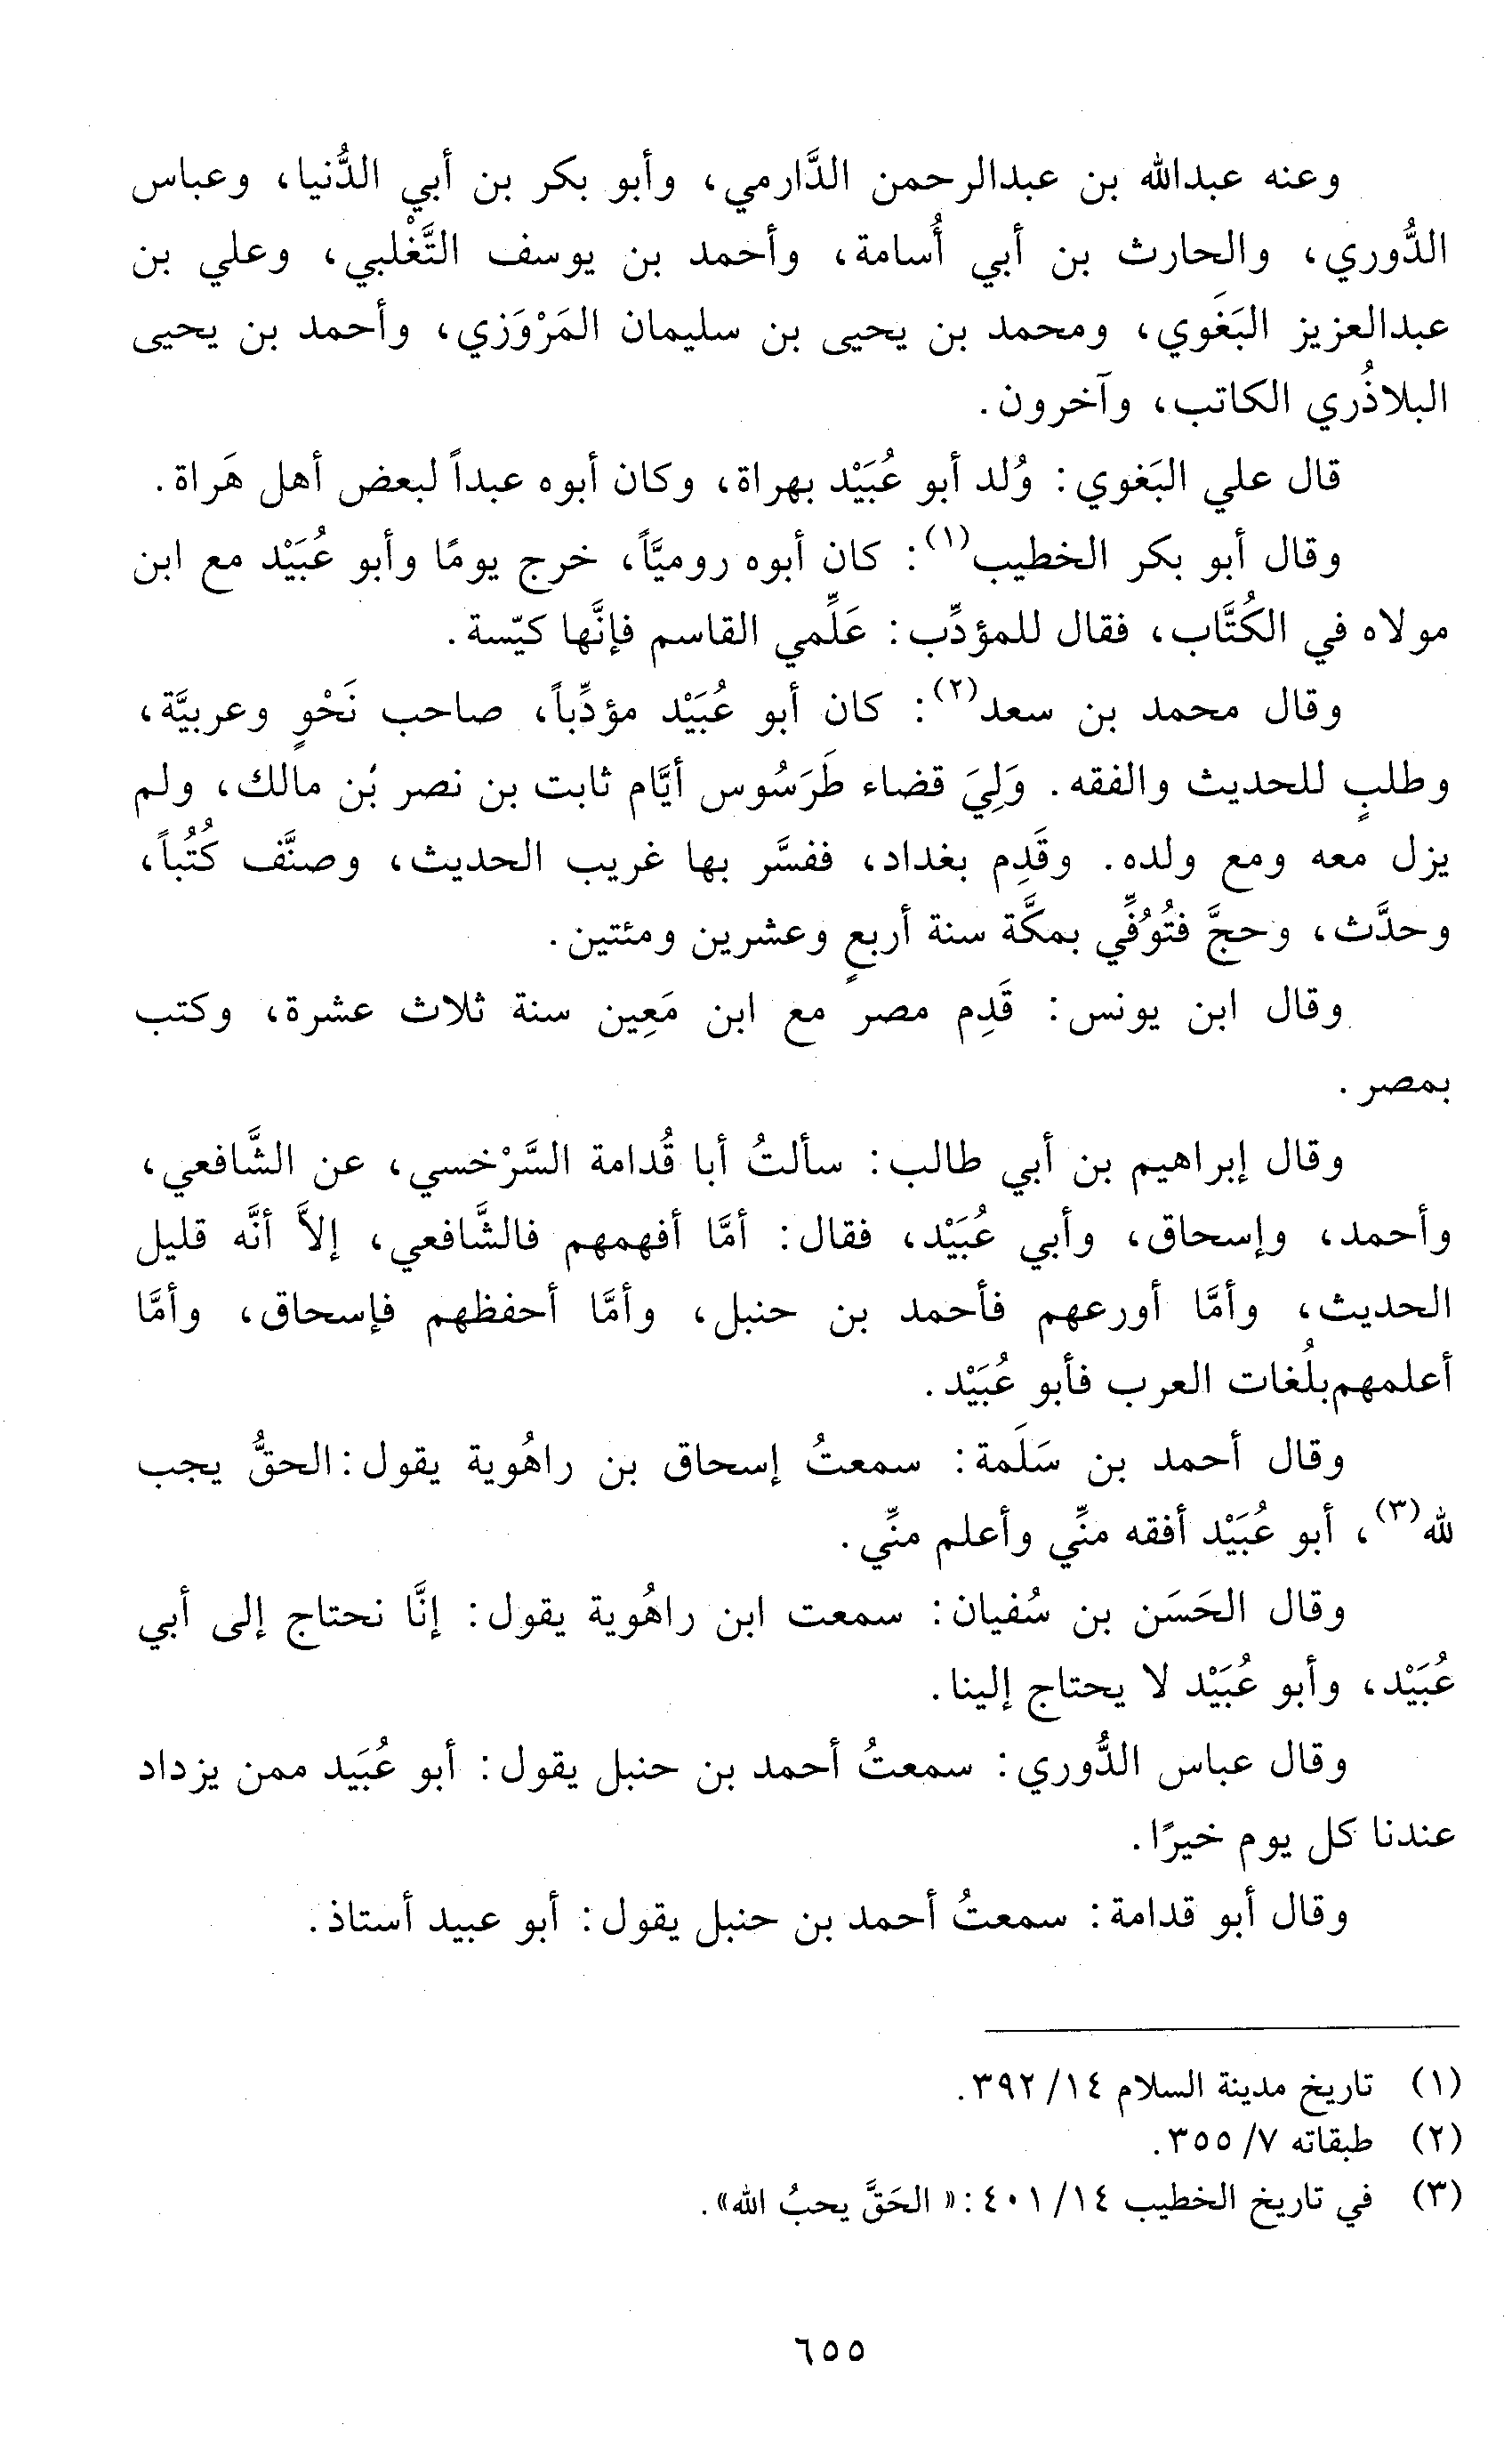 وعنه عبدالله بن عبدالرحمن الدَّارمي، وأبو بكر بن أبي الدُّنيا، وعباس
الدُّوري، والحارث بن أبي أُسامة، وأحمد بن يوسف التَّغْلبي، وعلي بن
عبدالعزيز البَغَوي، ومحمد بن يحيى بن سليمان المَرْوَزي، وأحمد بن يحيى
البلاذُري الكاتب، وآخرون.
قال علي البَغوي: وُلد أبو عُبَيْد بهراة، وكان أبوه عبداً لبعض أهل هَراة.
وقال أبو بكر الخطيب(١): كان أبوه روميَّاً، خرج يومًا وأبو عُبَيْد مع ابن
مولاه في الكُتَّاب، فقال للمؤدِّب: عَلِّمي القاسم فإنَّها كيّسة.
وقال محمد بن سعد(٢): كان أبو عُبَيْد مؤدِّباً، صاحب نَحْوٍ وعربيَّة،
وطلبٍ للحديث والفقه. وَلِيَ قضاء طَرَسُوس أيَّام ثابت بن نصر بُن مالك، ولم
يزل معه ومع ولده. وقَدِم بغداد، ففسَّر بها غريب الحديث، وصنَّف كُتُباً،
وحدَّث، وحجَّ فتُوُفِّي بمكَّة سنة أربعٍ وعشرين ومئتين.
وقال ابن يونس: قَدِم مصر مع ابن مَعِين سنة ثلاث عشرة، وكتب
بمصر.
وقال إبراهيم بن أبي طالب: سألتُ أبا قُدامة السَّرْخسي، عن الشَّافعي،
وأحمد، وإسحاق، وأبي عُبَيْد، فقال: أمَّا أفهمهم فالشَّافعي، إلاَّ أنَّه قليل
الحديث، وأمَّا أورعهم فأحمد بن حنبل، وأمَّا أحفظهم فإسحاق، وأمَّا
أعلمهم بلُغات العرب فأبو عُبَيْد.
وقال أحمد بن سَلَمة: سمعتُ إسحاق بن راهُوية يقول: الحقُّ يجب
لله(٣)، أبو عُبَيْد أفقه منِّي وأعلم منِّي.
وقال الحَسَن بن سُفيان: سمعت ابن راهُوية يقول: إنَّا نحتاج إلى أبي
عُبَيْد، وأبو عُبَيْد لا يحتاج إلينا.
وقال عباس الدُّوري: سمعتُ أحمد بن حنبل يقول: أبو عُبَيد ممن يزداد
عندنا كل يوم خيرًا.
وقال أبو قدامة: سمعتُ أحمد بن حنبل يقول: أبو عبيد أستاذ.
(١) تاريخ مدينة السلام ١٤/ ٣٩٢.
(٢) طبقاته ٧/ ٣٥٥.
(٣) في تاريخ الخطيب ١٤/ ٤٠١: «الحَقَّ يحبُ الله».
٦٥٥